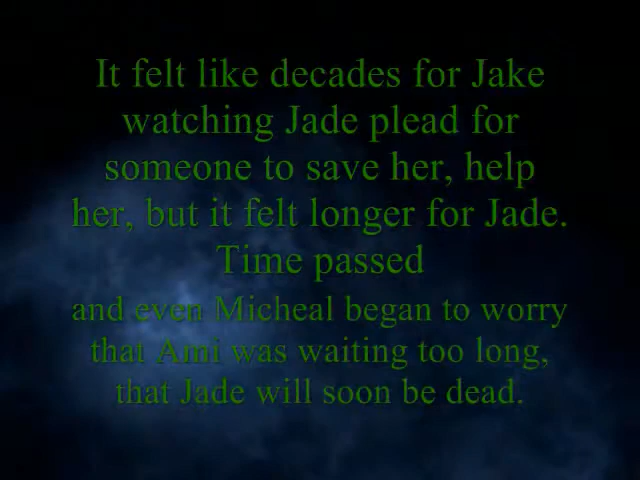 It felt like decades for Jake
watching Jade plead for
someone to save her, help
her, but it felt longer for Jade.
Time passed
and even Micheal began to worry
that Ami was waiting too long,
that Jade will soon be dead.